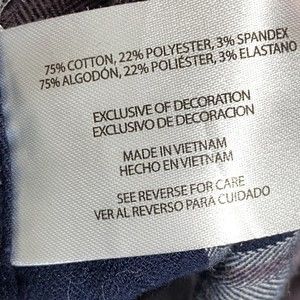 75% COTTON, 22% POLYESTER, 3% SPANDEX
75% ALGODÓN, 22% POLIÉSTER, 3% ELASTANO
EXCLUSIVE OF DECORATION
EXCLUSIVO DE DECORACION
MADE IN VIETNAM
HECHO EN VIETNAM
SEE REVERSE FOR CARE
VER AL REVERSO PARA CUIDADO